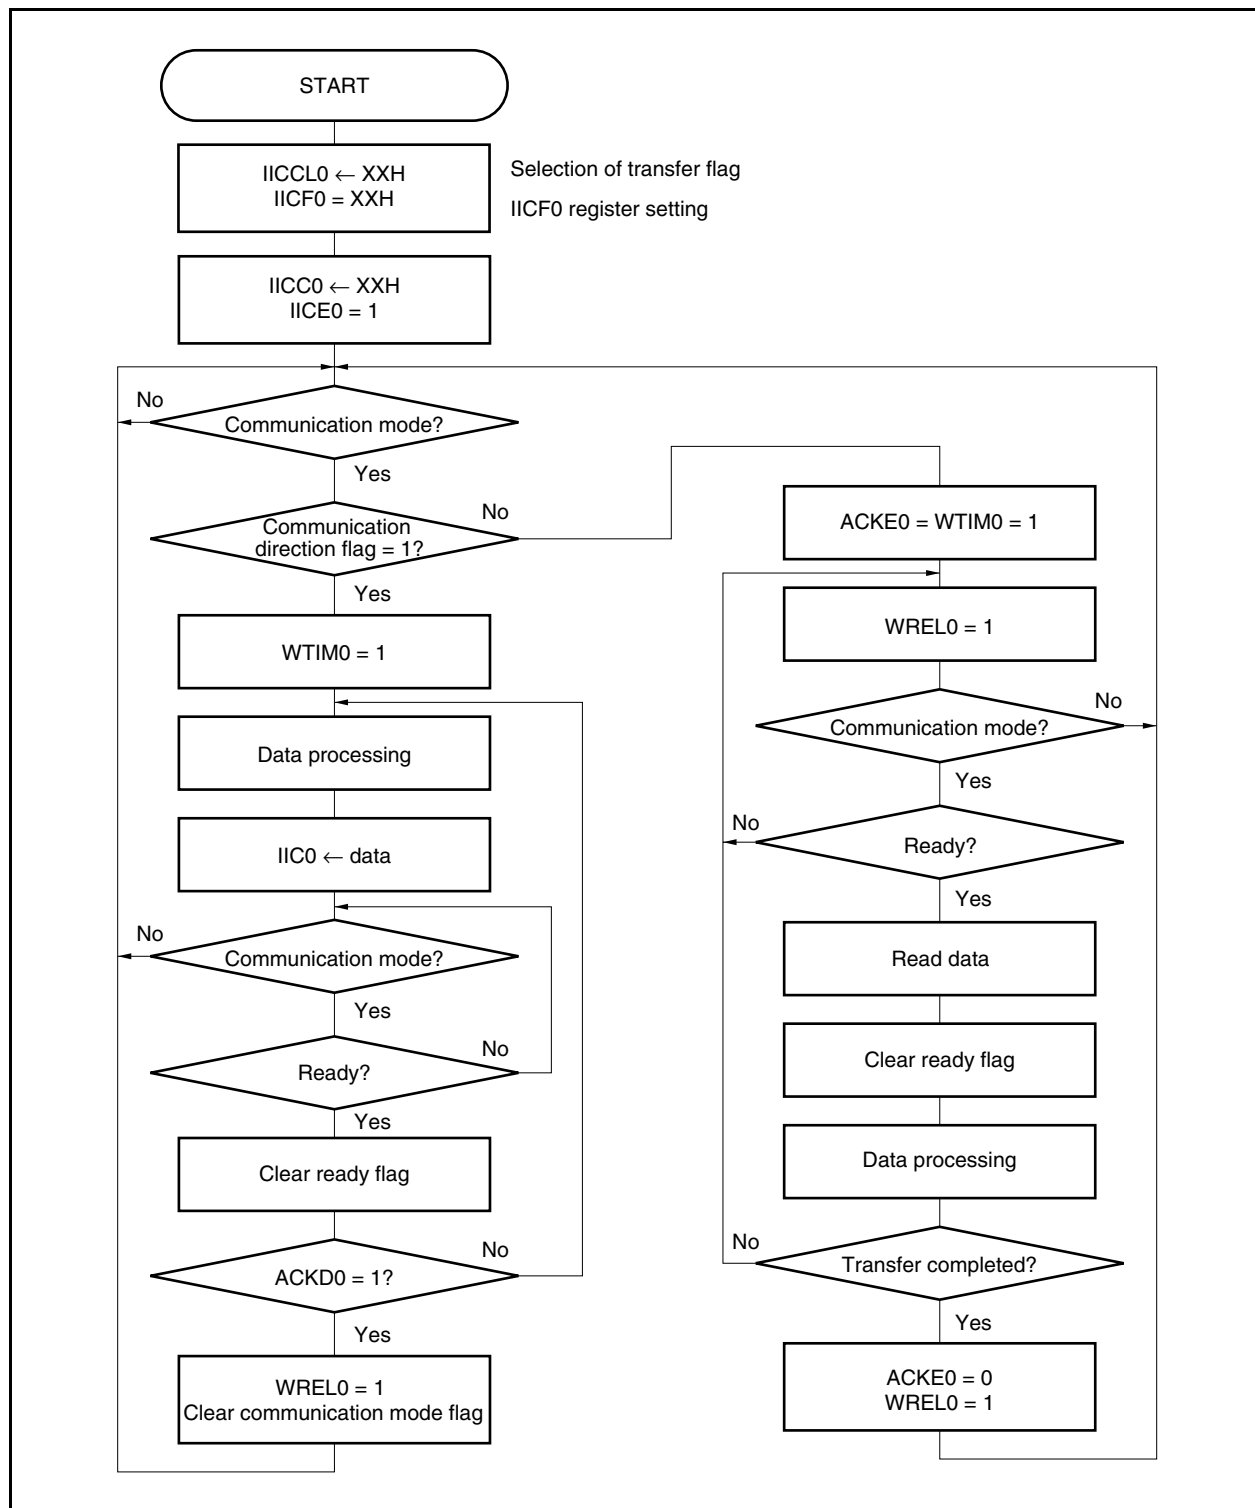 START
IICCL0 ← XXH
IICF0 = XXH
Selection of transfer flag
IICF0 register setting
IICC0 ← XXH
IICE0 = 1
No
Communication mode?
Yes
Communication
direction flag = 1?
No
Yes
WTIM0 = 1
Data processing
IIC0 ← data
No
Communication mode?
Yes
Ready?
No
Yes
Clear ready flag
ACKD0 = 1?
No
Yes
WREL0 = 1
Clear communication mode flag
ACKE0 = WTIM0 = 1
WREL0 = 1
Communication mode?
No
Yes
No
Ready?
Yes
Read data
Clear ready flag
Data processing
No
Transfer completed?
Yes
ACKE0 = 0
WREL0 = 1